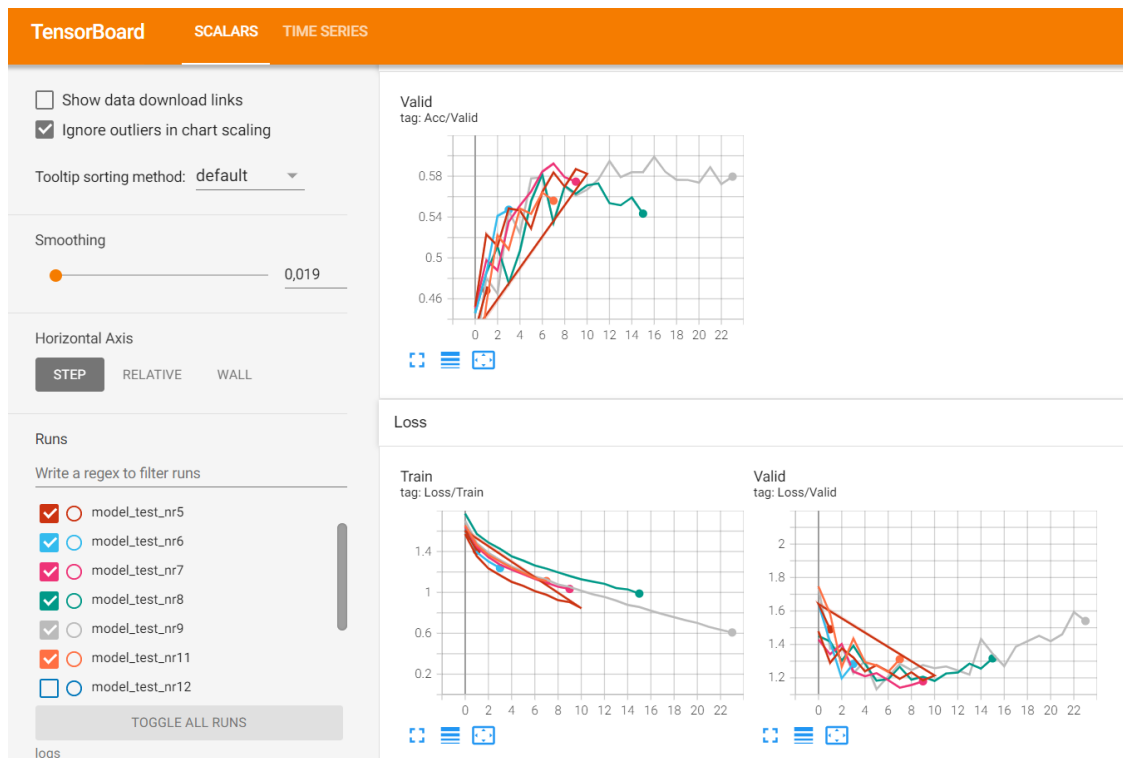 TensorBoard SCALARS TIME SERIES
Show data download links
Ignore outliers in chart scaling
Tooltip sorting method: default
Smoothing
0,019
Horizontal Axis
STEP RELATIVE WALL
Runs
Write a regex to filter runs
model_test_nr5
model_test_nr6
model_test_nr7
model_test_nr8
model_test_nr9
model_test_nr11
model_test_nr12
TOGGLE ALL RUNS
logs
Valid
tag: Acc/Valid
0.58
0.54
0.5
0.46
0 2 4 6 8 10 12 14 16 18 20 22
Loss
Train
tag: Loss/Train
1.4
1
0.6
0.2
0 2 4 6 8 10 12 14 16 18 20 22
Valid
tag: Loss/Valid
2
1.8
1.6
1.4
1.2
0 2 4 6 8 10 12 14 16 18 20 22